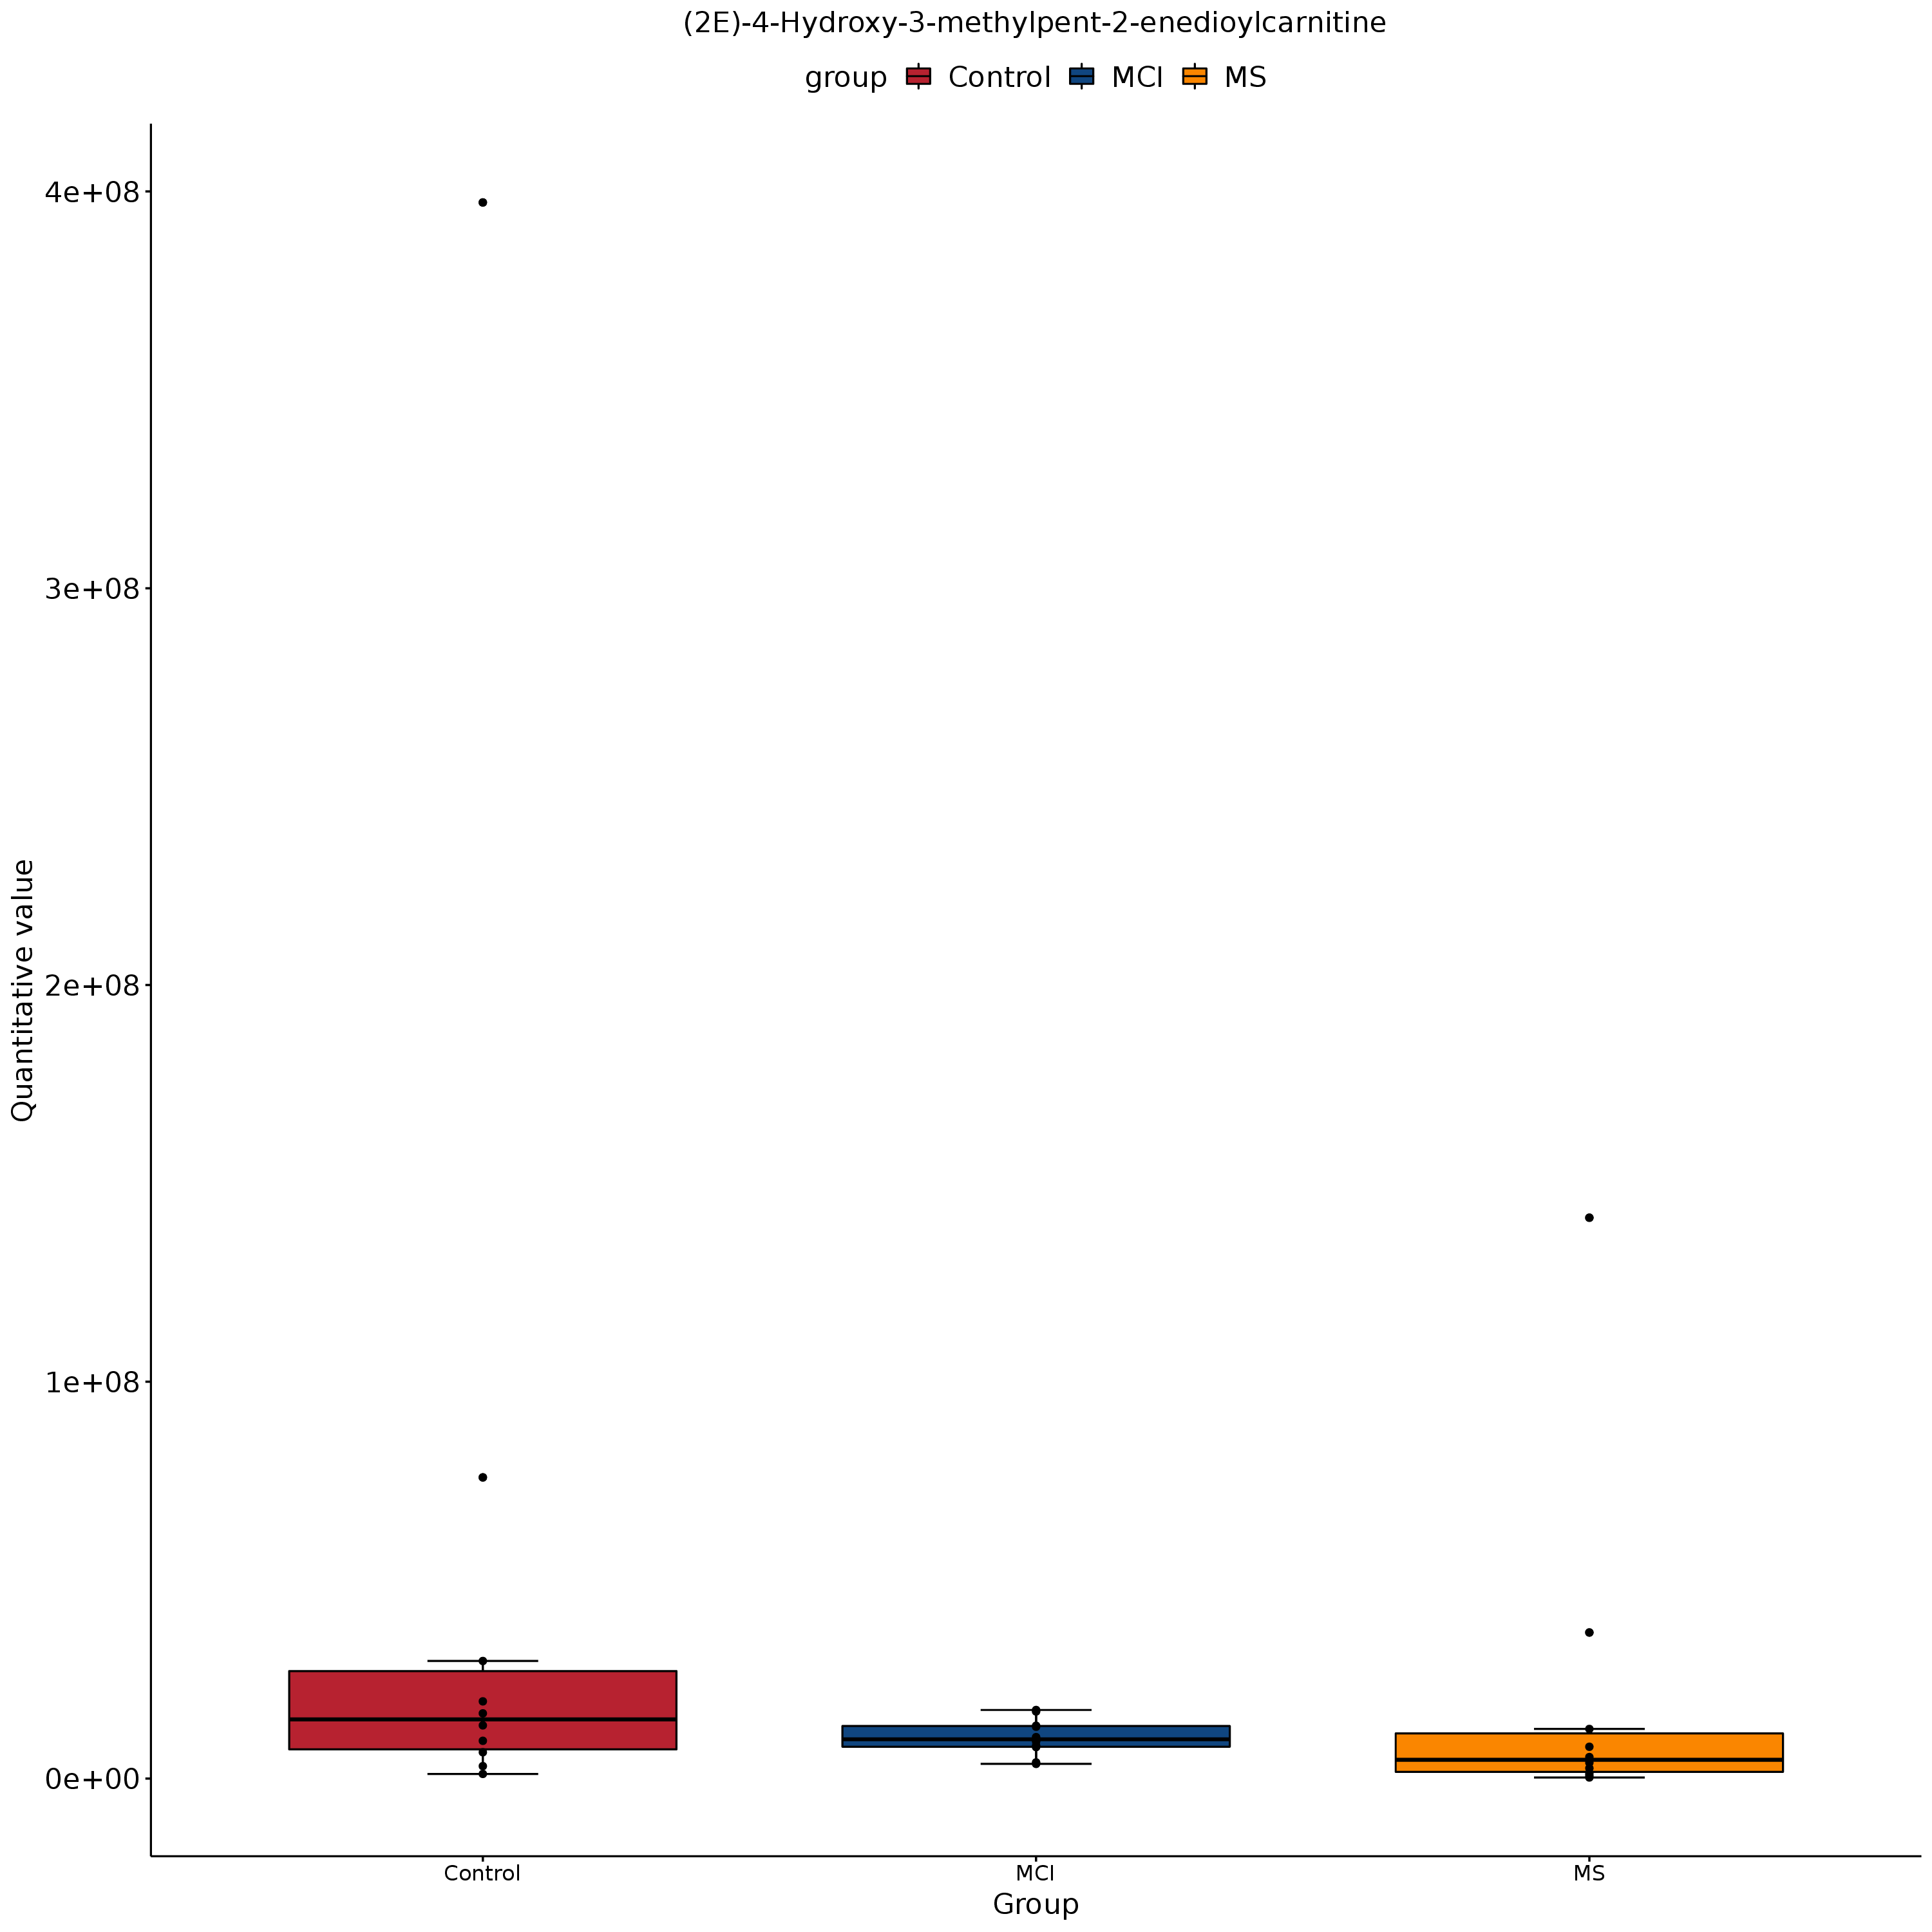 (2E)-4-Hydroxy-3-methylpent-2-enedioylcarnitine
group Control MCI MS
4e+08
3e+08
2e+08
1e+08
0e+00
Quantitative value
Control MCI MS
Group